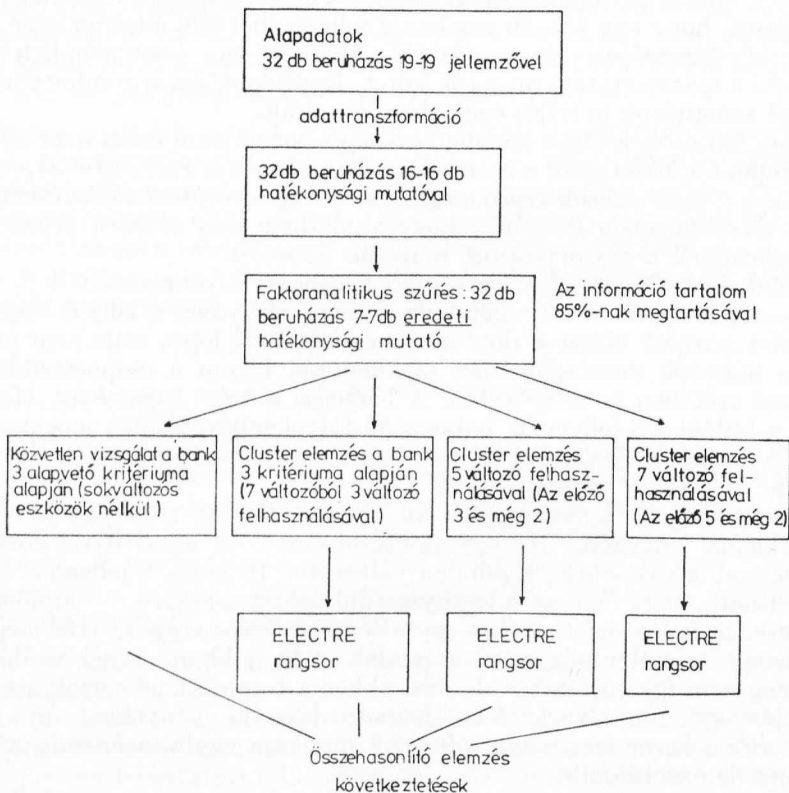 Alapadatok
32 db beruházás 19-19 jellemzővel
adattranszformáció
32db beruházás 16-16 db
hatékonysági mutatóval
Faktoranalitikus szűrés: 32 db
beruházás 7-7db eredeti
hatékonysági mutató
Az információ tartalom
85%-nak megtartásával
Közvetlen vizsgálat a bank
3 alapvető kritériuma
alapján (sokváltozós
eszközök nélkül)
Cluster elemzés a bank
3 kritériuma alapján
(7 változóból 3 változó
felhasználásával)
Cluster elemzés
5 változó felhasz-
nálásával (Az előző
3 és még 2)
Cluster elemzés
7 változó fel-
használásával
(Az előző 5 és még 2)
ELECTRE
rangsor
ELECTRE
rangsor
ELECTRE
rangsor
Összehasonlító elemzés
következtetések